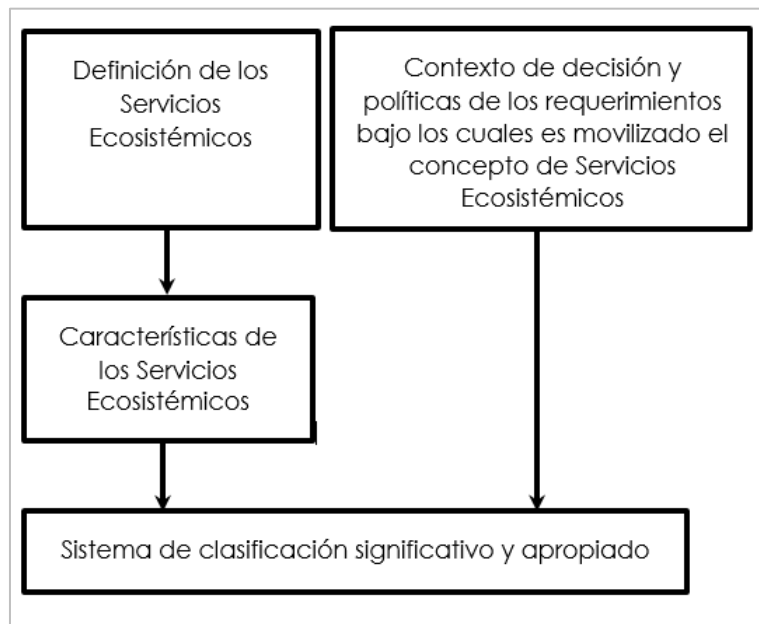 Definición de los
Servicios
Ecosistémicos
Contexto de decisión y
políticas de los requerimientos
bajo los cuales es movilizado el
concepto de Servicios
Ecosistémicos
Características de
los Servicios
Ecosistémicos
Sistema de clasificación significativo y apropiado